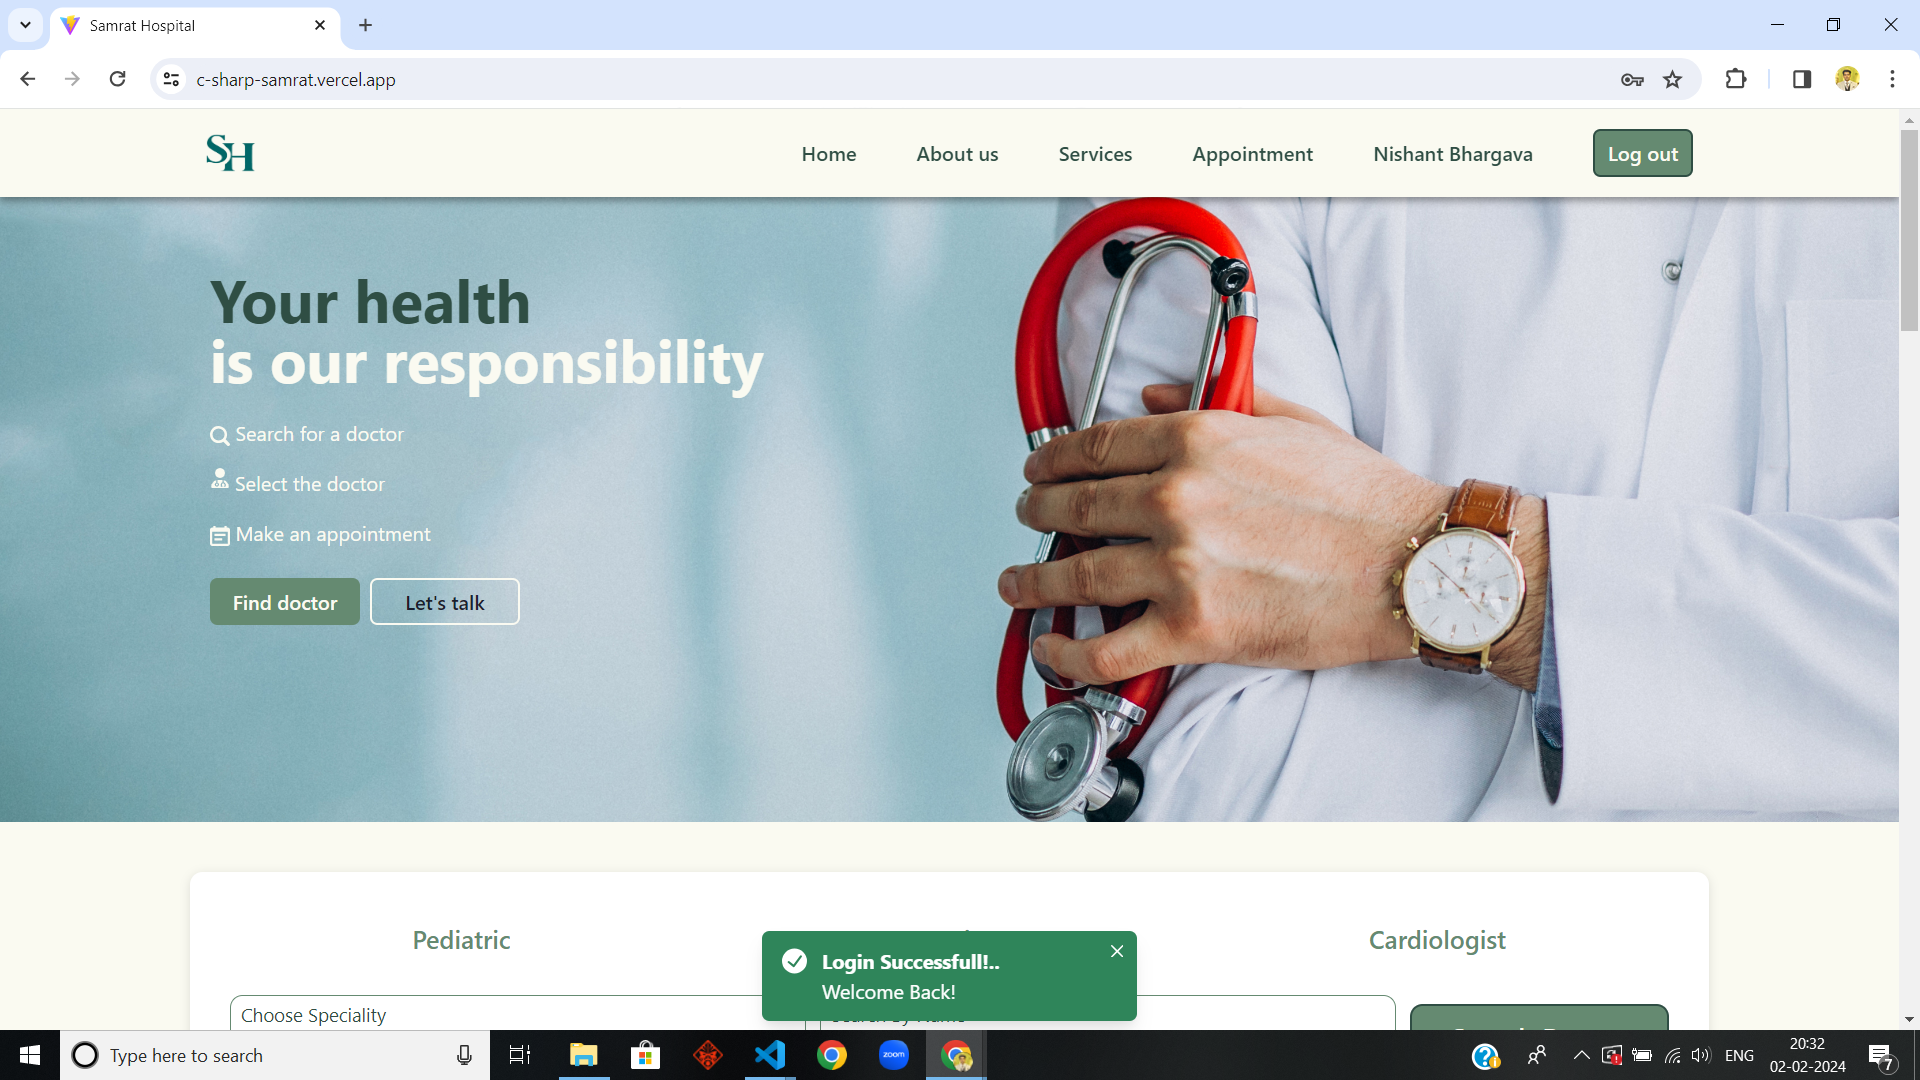 Samrat Hospital
c-sharp-samrat.vercel.app
SH
Home
About us
Services
Appointment
Nishant Bhargava
Log out
Your health
is our responsibility
Search for a doctor
Select the doctor
Make an appointment
Find doctor
Let's talk
Pediatric
Cardiologist
Login Successfull!..
Welcome Back!
Choose Speciality
Type here to search
zoom
ENG
20:32
02-02-2024
7